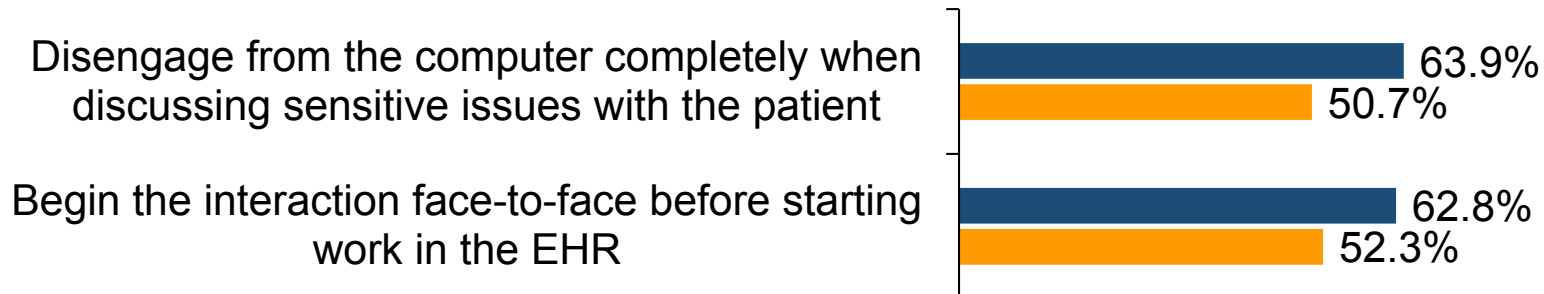 Disengage from the computer completely when
discussing sensitive issues with the patient
63.9%
50.7%
Begin the interaction face-to-face before starting
work in the EHR
62.8%
52.3%